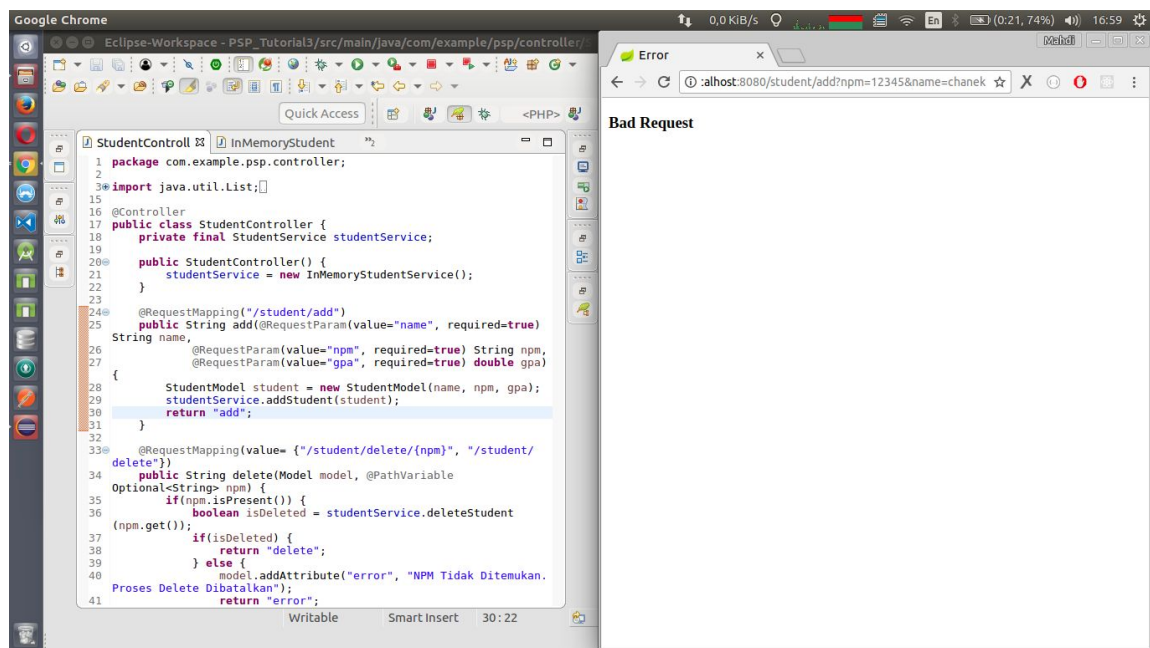 Google Chrome
0,0 KiB/s
En
(0:21, 74%)
16:59
Eclipse-Workspace - PSP_Tutorial3/src/main/java/com/example/psp/controller/
Quick Access
<PHP>
StudentControll
InMemoryStudent
2
1 package com.example.psp.controller;
2
3 import java.util.List;
15
16 @Controller
17 public class StudentController {
18 private final StudentService studentService;
19
20 public StudentController() {
21 studentService = new InMemoryStudentService();
22 }
23
24 @RequestMapping("/student/add")
25 public String add(@RequestParam(value="name", required=true)
String name,
26 @RequestParam(value="npm", required=true) String npm,
27 @RequestParam(value="gpa", required=true) double gpa)
{
28 StudentModel student = new StudentModel(name, npm, gpa);
29 studentService.addStudent(student);
30 return "add";
31 }
32
33 @RequestMapping(value= {"/student/delete/{npm}", "/student/
delete"})
34 public String delete(Model model, @PathVariable
Optional<String> npm) {
35 if(npm.isPresent()) {
36 boolean isDeleted = studentService.deleteStudent
(npm.get());
37 if(isDeleted) {
38 return "delete";
39 } else {
40 model.addAttribute("error", "NPM Tidak Ditemukan.
Proses Delete Dibatalkan");
41 return "error";
Writable
Smart Insert
30:22
Mahdi
Error
:alhost:8080/student/add?npm=12345&name=chanek
Bad Request